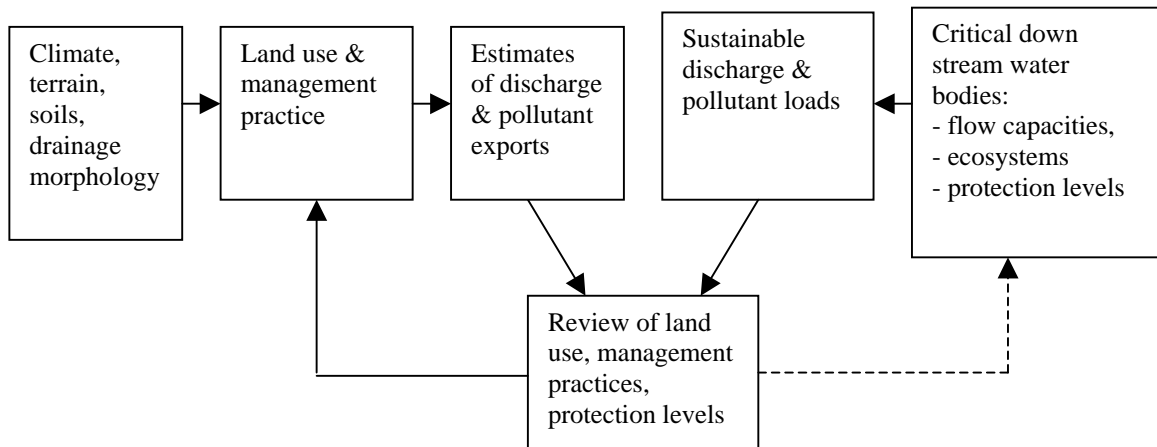 Climate,
terrain,
soils,
drainage
morphology
Land use &
management
practice
Estimates
of discharge
& pollutant
exports
Sustainable
discharge &
pollutant loads
Critical down
stream water
bodies:
- flow capacities,
- ecosystems
- protection levels
Review of land
use, management
practices,
protection levels